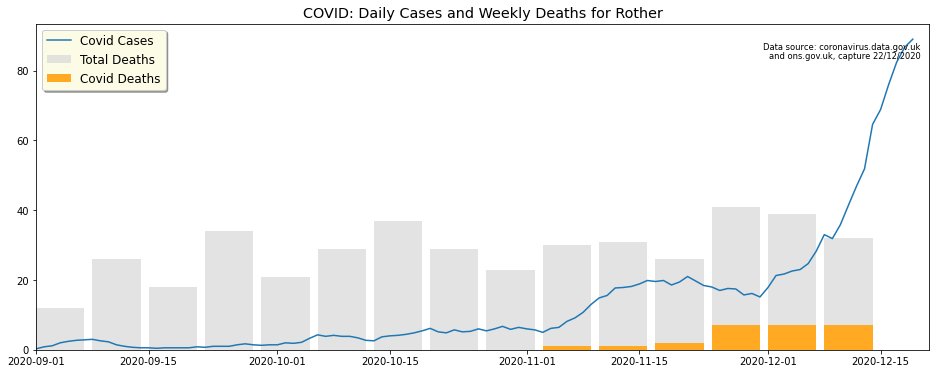 COVID: Daily Cases and Weekly Deaths for Rother
Covid Cases
Total Deaths
Covid Deaths
Data source: coronavirus.data.gov.uk
and ons.gov.uk, capture 22/12/2020
80
60
40
20
0
2020-09-01 2020-09-15 2020-10-01 2020-10-15 2020-11-01 2020-11-15 2020-12-01 2020-12-15